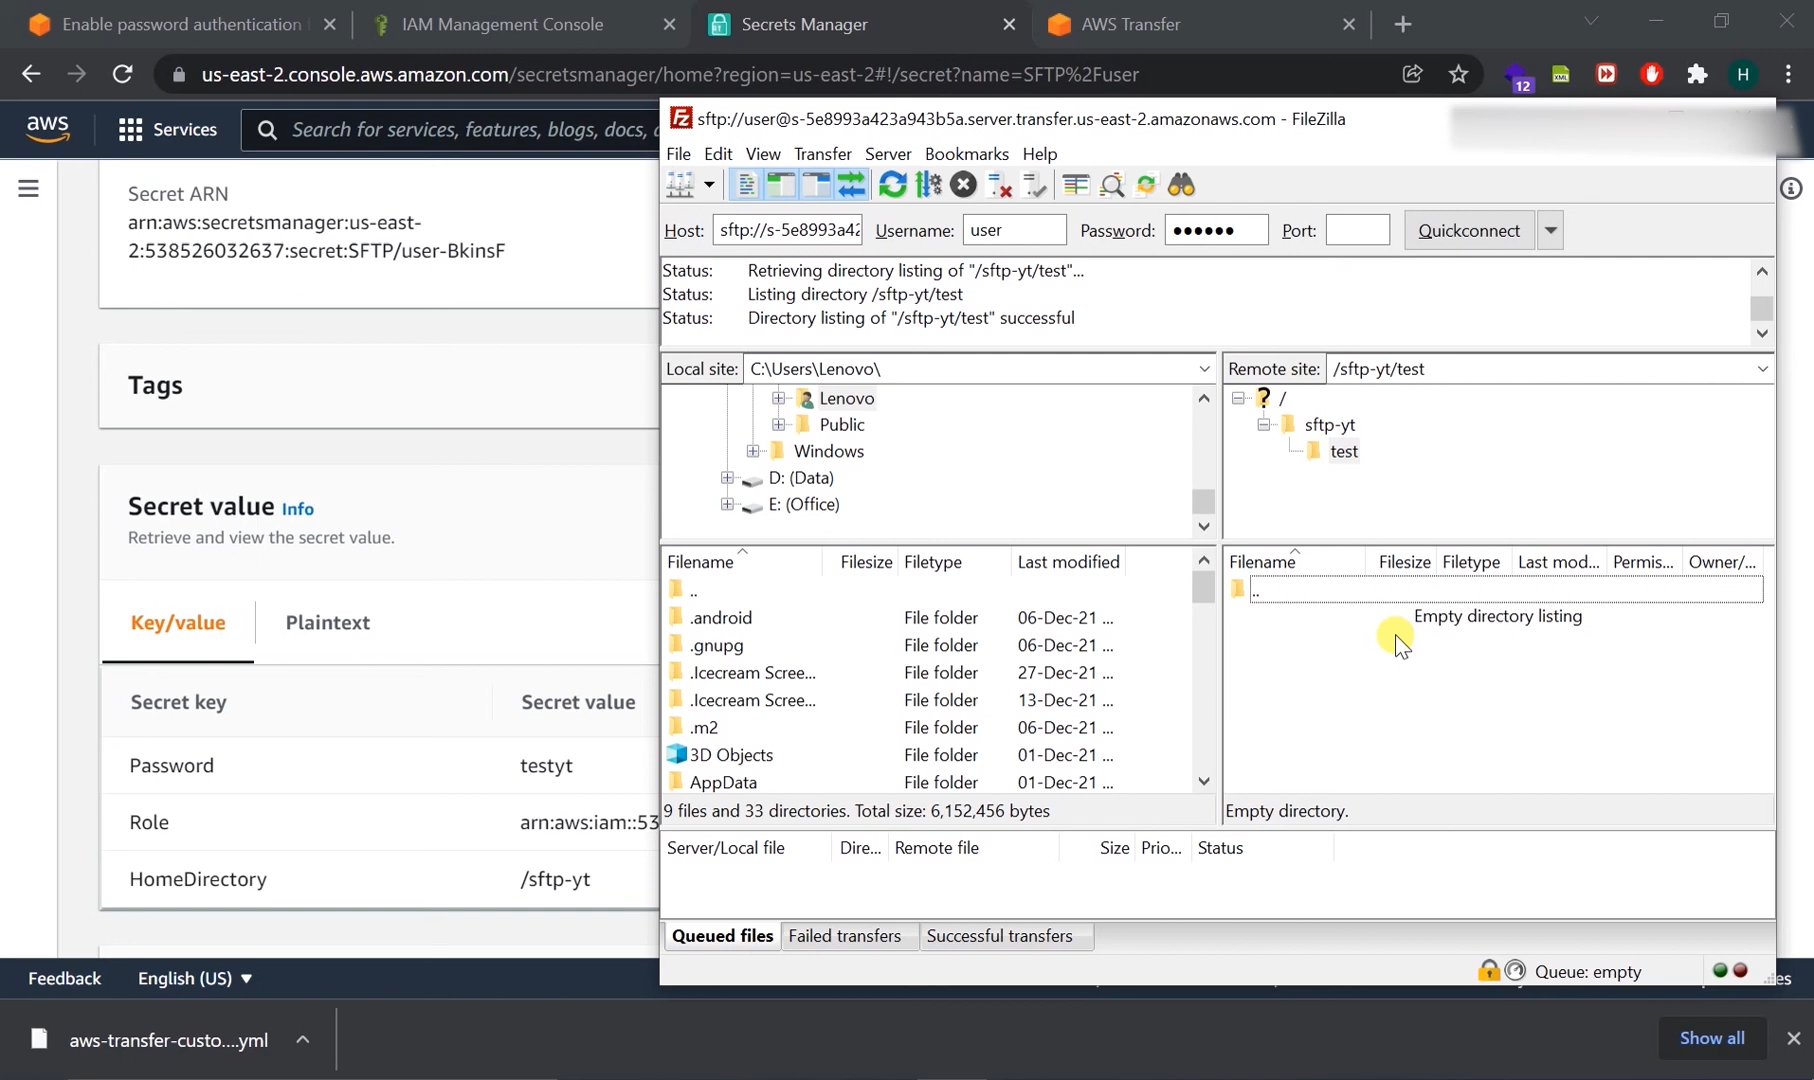 Enable password authentication
IAM Management Console
Secrets Manager
AWS Transfer
us-east-2.console.aws.amazon.com/secretsmanager/home?region=us-east-2#!/secret?name=SFTP%2Fuser
12
XML
H
aws
Services
Search for services, features, blogs, docs,
Secret ARN
arn:aws:secretsmanager:us-east-
2:538526032637:secret:SFTP/user-BkinsF
Tags
Secret value Info
Retrieve and view the secret value.
Key/value
Plaintext
Secret key
Secret value
Password
testyt
Role
arn:aws:iam::53
HomeDirectory
/sftp-yt
Feedback
English (US)
aws-transfer-custo....yml
Show all
Fz
sftp://user@s-5e8993a423a943b5a.server.transfer.us-east-2.amazonaws.com - FileZilla
File Edit View Transfer Server Bookmarks Help
Host: sftp://s-5e8993a42 Username: user Password: •••••• Port: Quickconnect
Status: Retrieving directory listing of "/sftp-yt/test"...
Status: Listing directory /sftp-yt/test
Status: Directory listing of "/sftp-yt/test" successful
Local site: C:\Users\Lenovo\
Lenovo
Public
Windows
D: (Data)
E: (Office)
Remote site: /sftp-yt/test
/
sftp-yt
test
Filename Filesize Filetype Last modified
..
.android File folder 06-Dec-21 ...
.gnupg File folder 06-Dec-21 ...
.Icecream Scree... File folder 27-Dec-21 ...
.Icecream Scree... File folder 13-Dec-21 ...
.m2 File folder 06-Dec-21 ...
3D Objects File folder 01-Dec-21 ...
AppData File folder 01-Dec-21 ...
9 files and 33 directories. Total size: 6,152,456 bytes
Filename Filesize Filetype Last mod... Permis... Owner/...
..
Empty directory listing
Empty directory.
Server/Local file Dire... Remote file Size Prio... Status
Queued files Failed transfers Successful transfers
Queue: empty
es